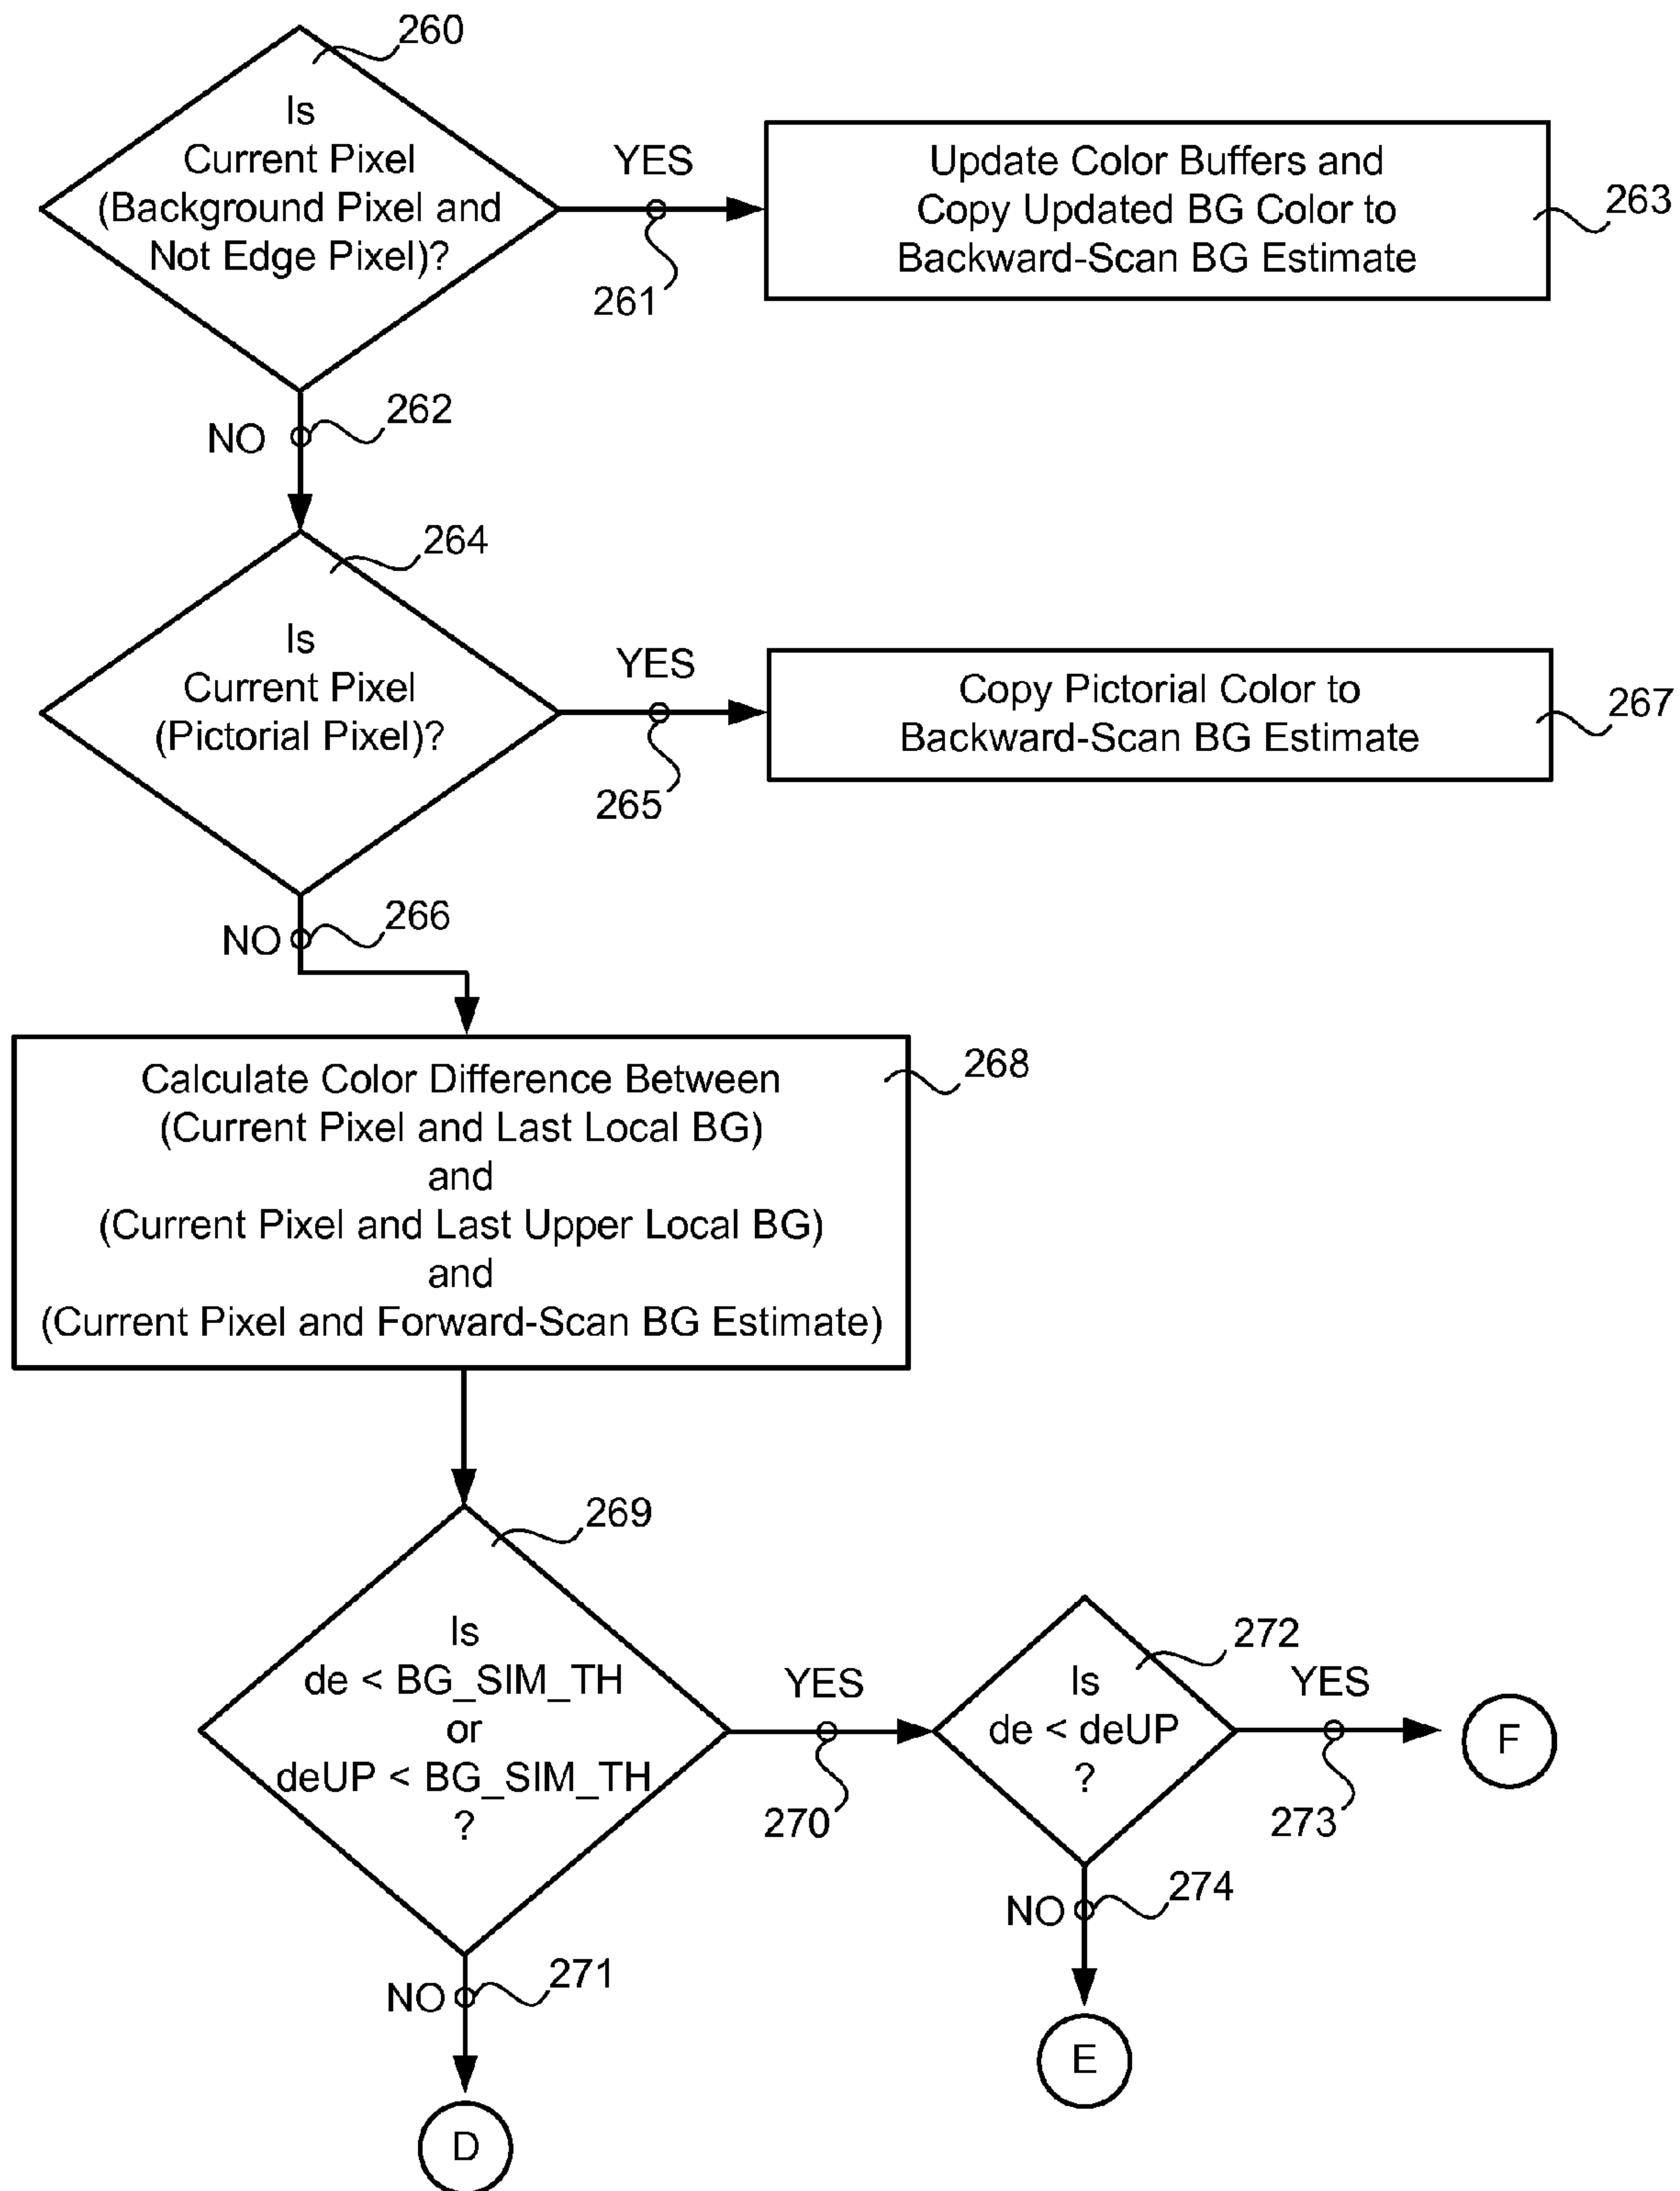 260
Is
Current Pixel
(Background Pixel and
Not Edge Pixel)?
YES
261
Update Color Buffers and
Copy Updated BG Color to
Backward-Scan BG Estimate
263
NO
262
264
Is
Current Pixel
(Pictorial Pixel)?
YES
265
Copy Pictorial Color to
Backward-Scan BG Estimate
267
NO
266
Calculate Color Difference Between
(Current Pixel and Last Local BG)
and
(Current Pixel and Last Upper Local BG)
and
(Current Pixel and Forward-Scan BG Estimate)
268
269
Is
de < BG_SIM_TH
or
deUP < BG_SIM_TH
?
YES
270
272
Is
de < deUP
?
YES
273
F
NO
274
E
NO
271
D